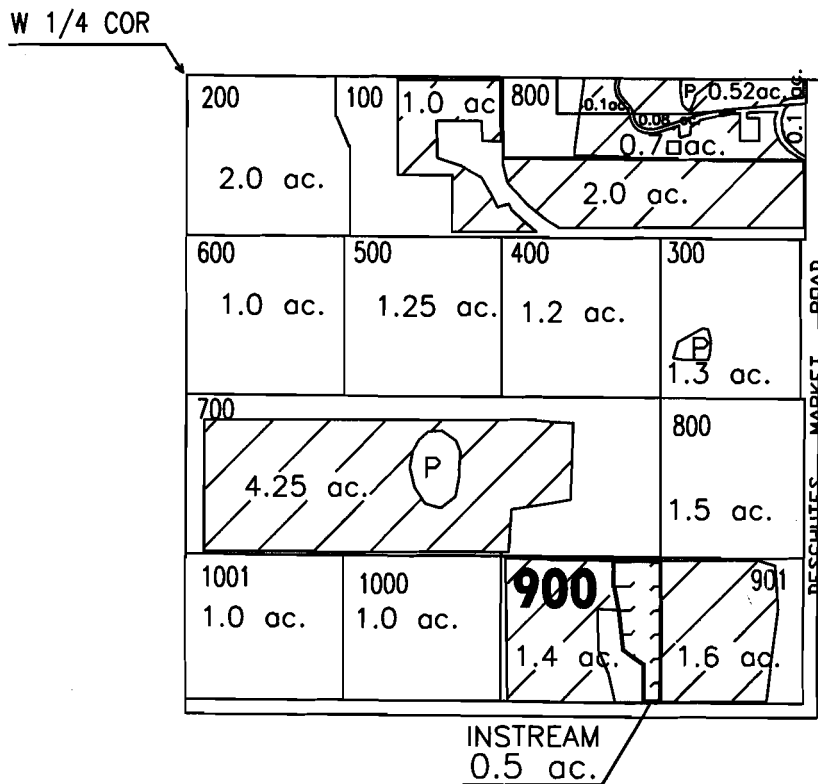 W 1/4 COR
200
100
1.0 ac
800
P
0.52ac.
ac.
0.1ac.
0.08 ac.
0.1
0.7 ac.
2.0 ac.
2.0 ac.
600
500
400
300
1.0 ac.
1.25 ac.
1.2 ac.
P
1.3 ac.
DESCHUTES MARKET ROAD
700
800
P
4.25 ac.
1.5 ac.
1001
1000
900
901
1.0 ac.
1.0 ac.
1.4 ac.
1.6 ac.
INSTREAM
0.5 ac.